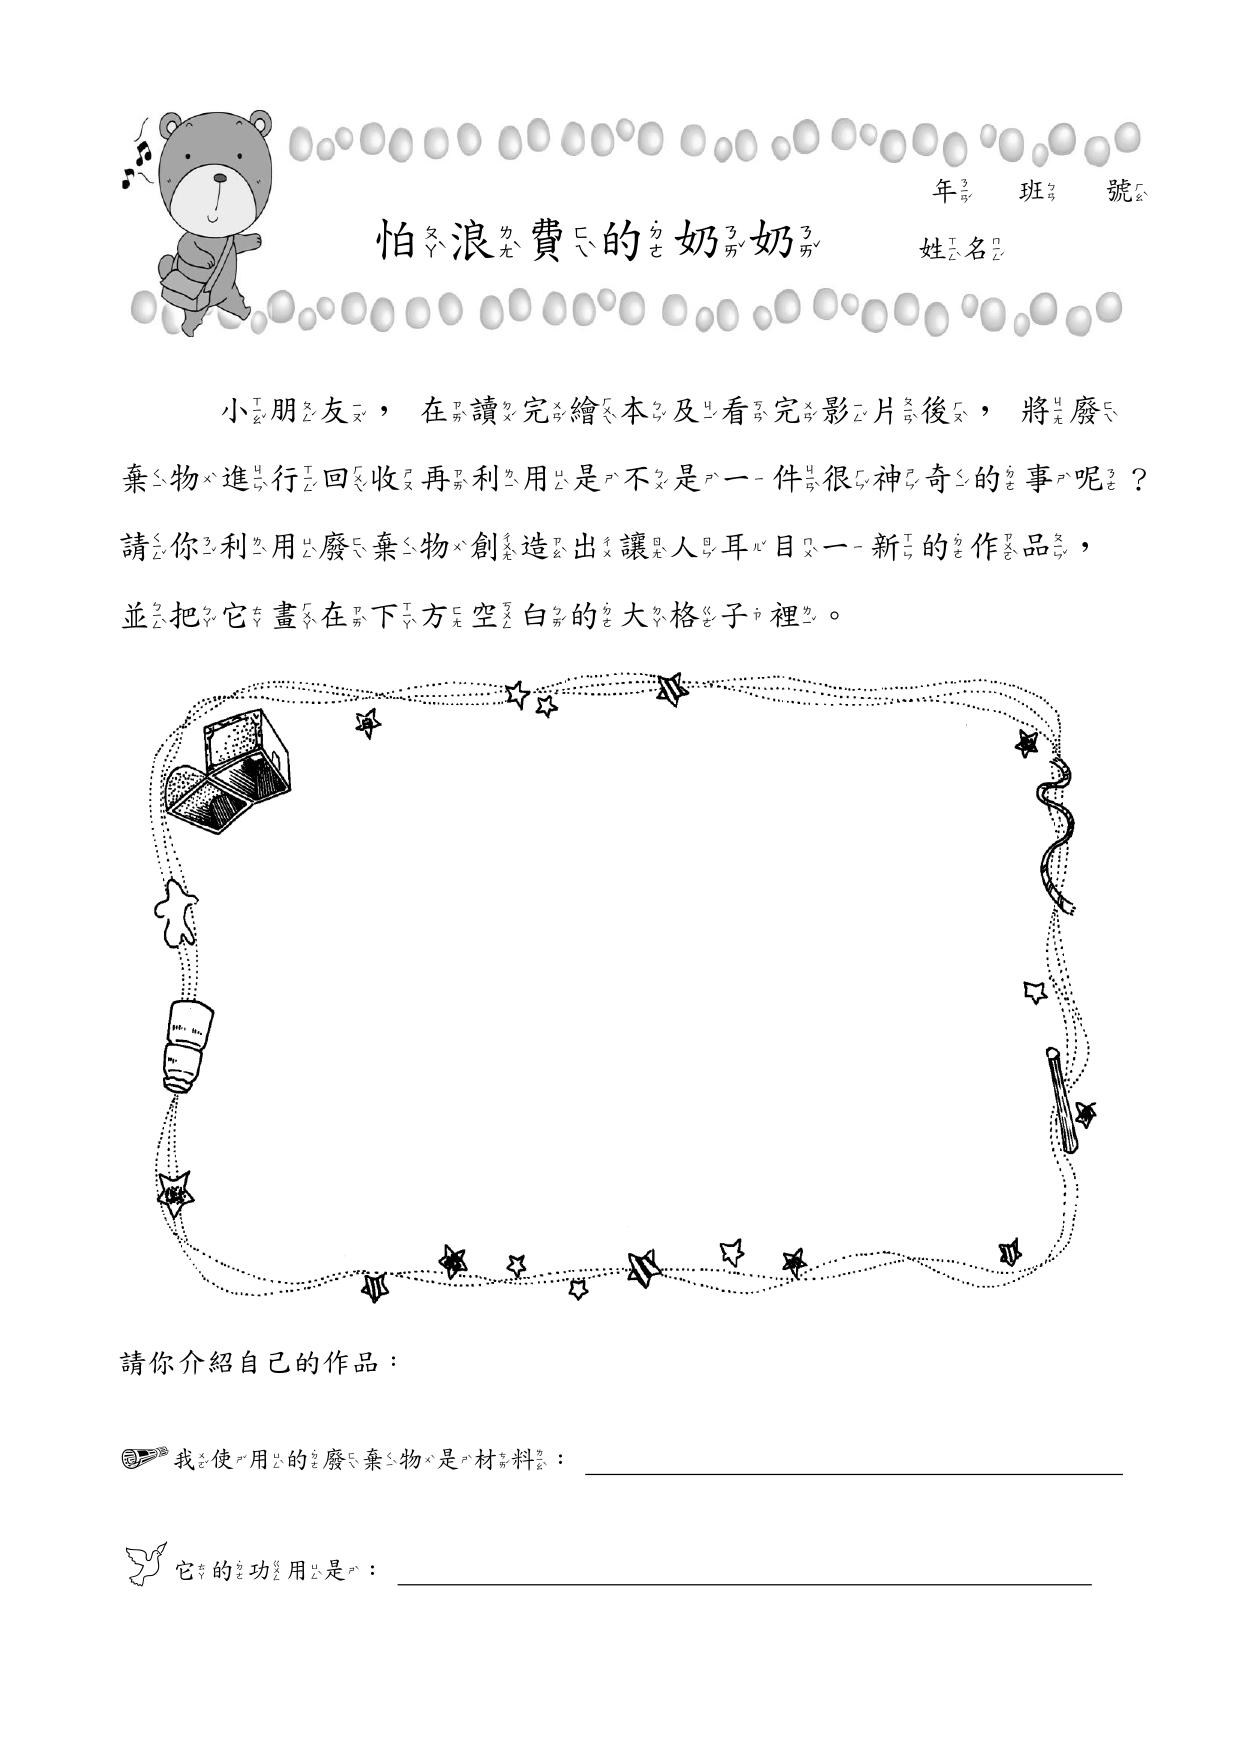 年 班 號
怕浪費的奶奶
姓名
小朋友，在讀完繪本及看完影片後，將廢
棄物進行回收再利用是不是一件很神奇的事呢？
請你利用廢棄物創造出讓人耳目一新的作品，
並把它畫在下方空白的大格子裡。
請你介紹自己的作品：
我使用的廢棄物是材料：
它的功用是：